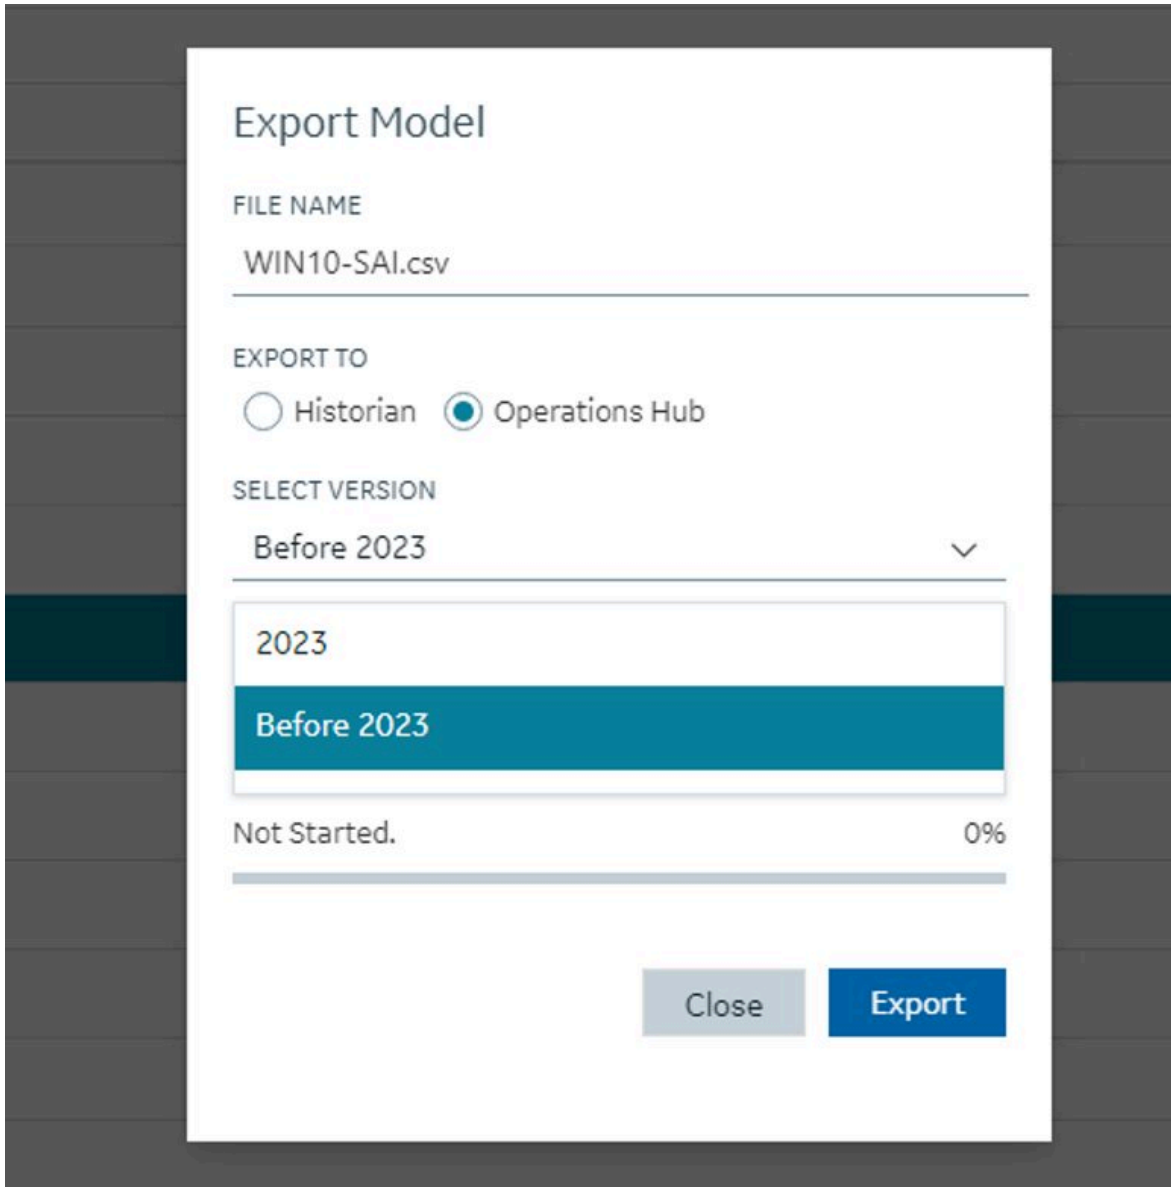 Export Model
FILE NAME
WIN10-SAI.csv
EXPORT TO
Historian Operations Hub
SELECT VERSION
Before 2023
2023
Before 2023
Not Started. 0%
Close Export